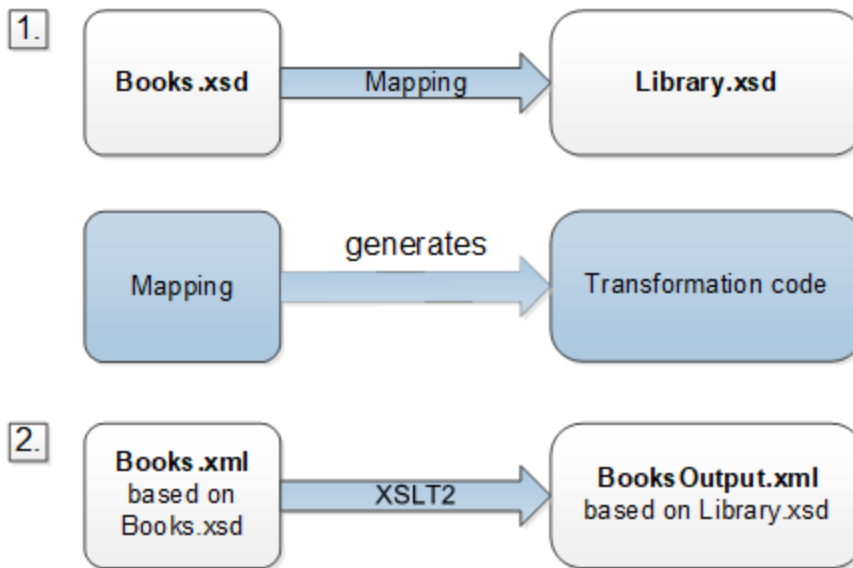 1.
Books.xsd
Mapping
Library.xsd
generates
Mapping
Transformation code
2.
Books.xml
based on
Books.xsd
XSLT2
BooksOutput.xml
based on Library.xsd